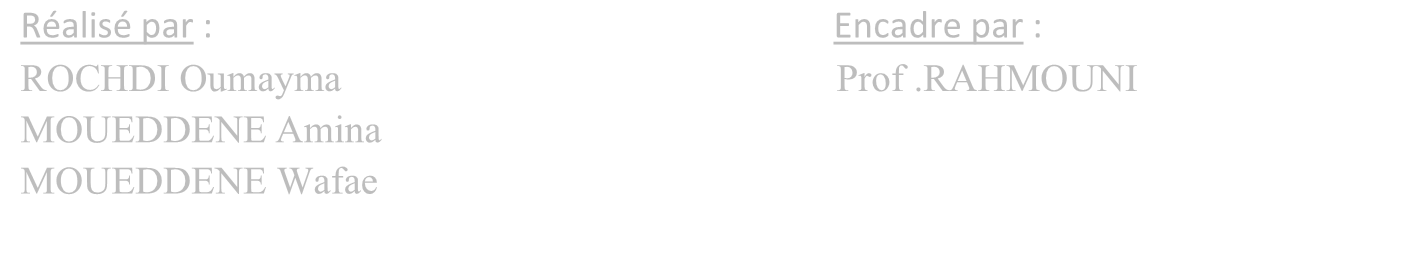 Réalisé par :
ROCHDI Oumayma
MOUEDDENE Amina
MOUEDDENE Wafae
Encadre par :
Prof .RAHMOUNI